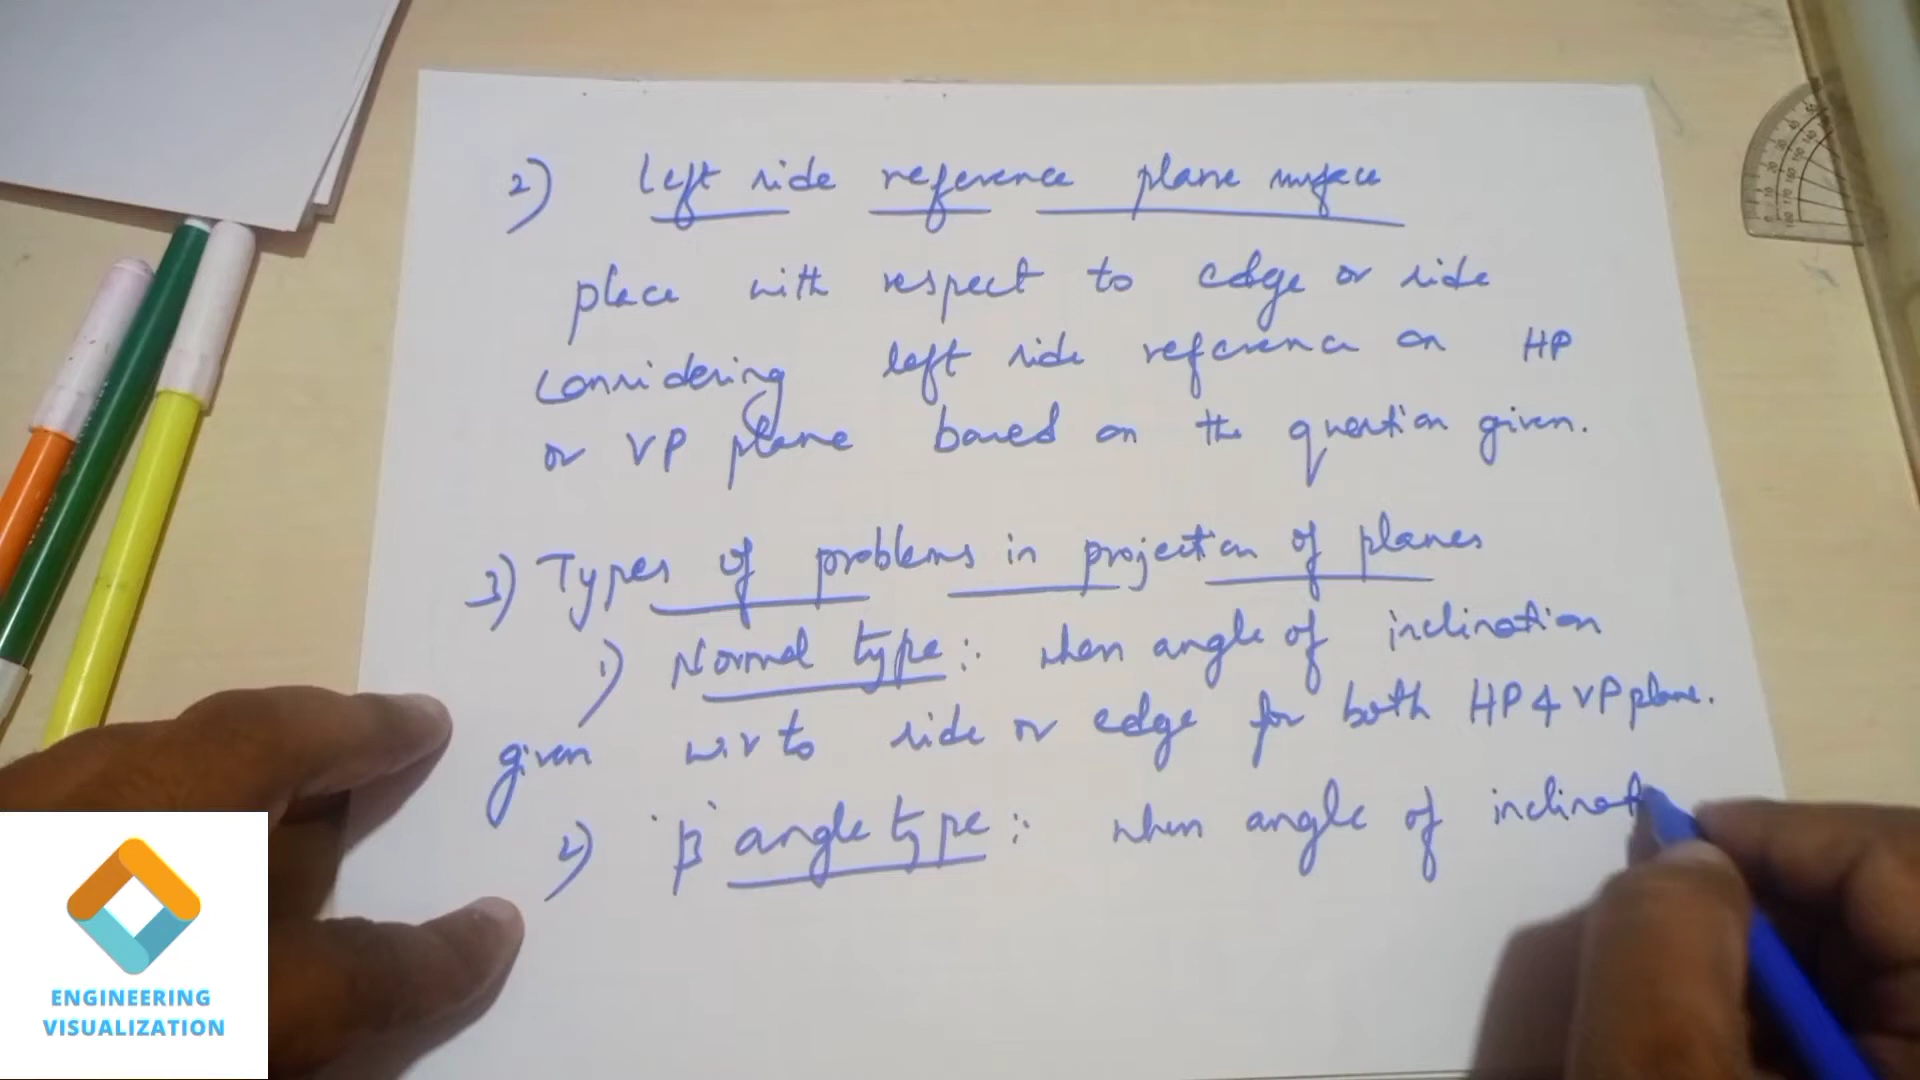 2) Left side reference plane surface
place with respect to edge or side
considering left side reference on HP
or VP plane based on the question given.
3) Types of problems in projection of planes
1) Normal type :- when angle of inclination
given w.r to side or edge for both HP & VP plane.
2) 'β' angle type :- when angle of inclinat
ENGINEERING
VISUALIZATION